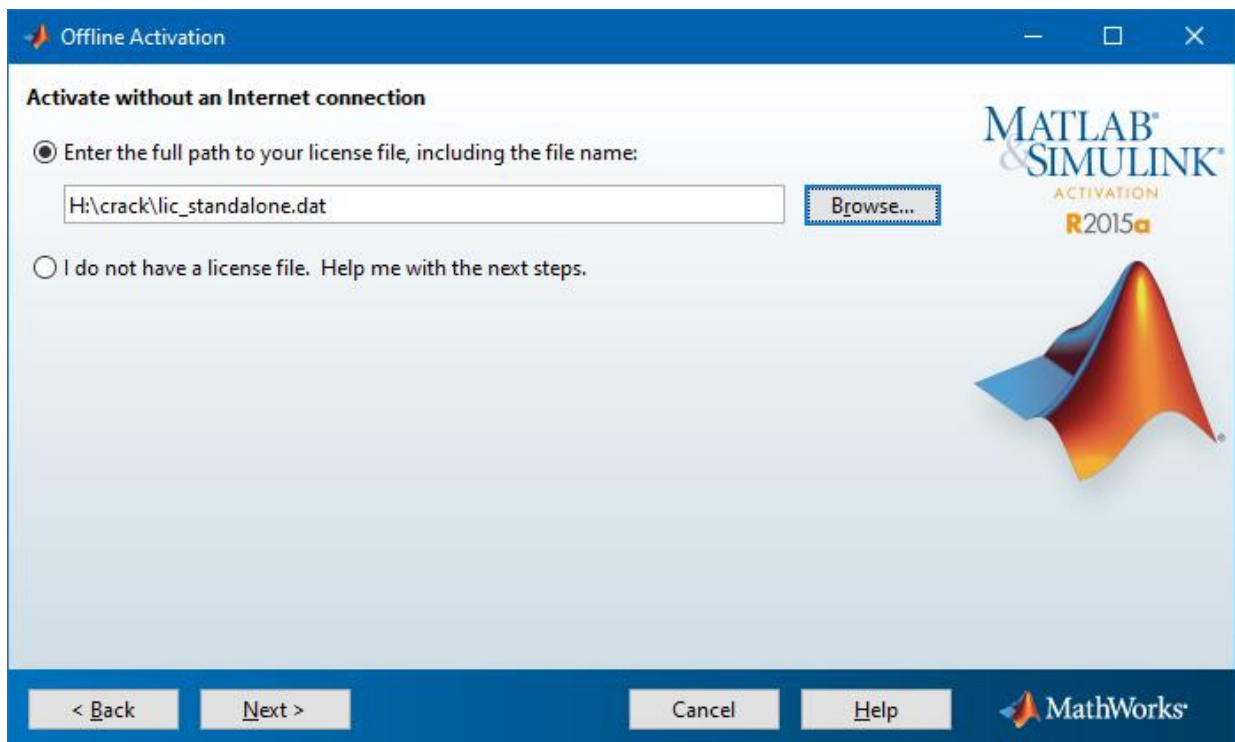 Offline Activation
Activate without an Internet connection
Enter the full path to your license file, including the file name:
H:\crack\lic_standalone.dat
Browse...
I do not have a license file.  Help me with the next steps.
MATLAB®
&SIMULINK®
ACTIVATION
R2015a
®
< Back
Next >
Cancel
Help
MathWorks®